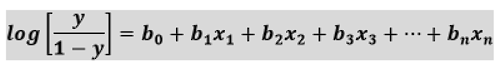 log[y/(1 − y)] = b₀ + b₁x₁ + b₂x₂ + b₃x₃ + ⋯ + bₙxₙ